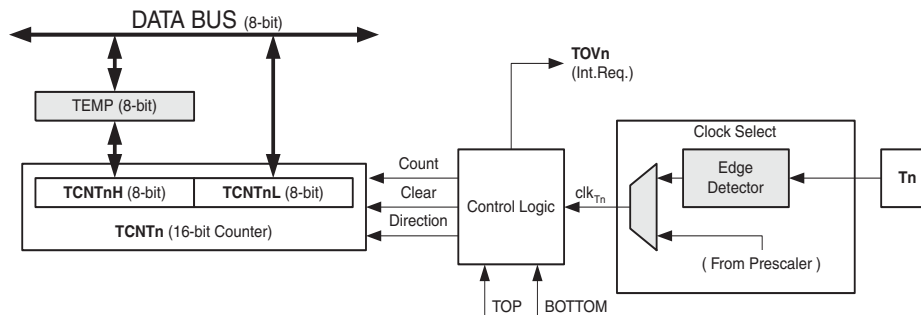 DATA BUS (8-bit)
TOVn
(Int.Req.)
TEMP (8-bit)
Clock Select
Count
Edge
Detector
Tn
TCNTnH (8-bit) TCNTnL (8-bit)
Clear
Control Logic
clkTn
TCNTn (16-bit Counter)
Direction
( From Prescaler )
TOP
BOTTOM